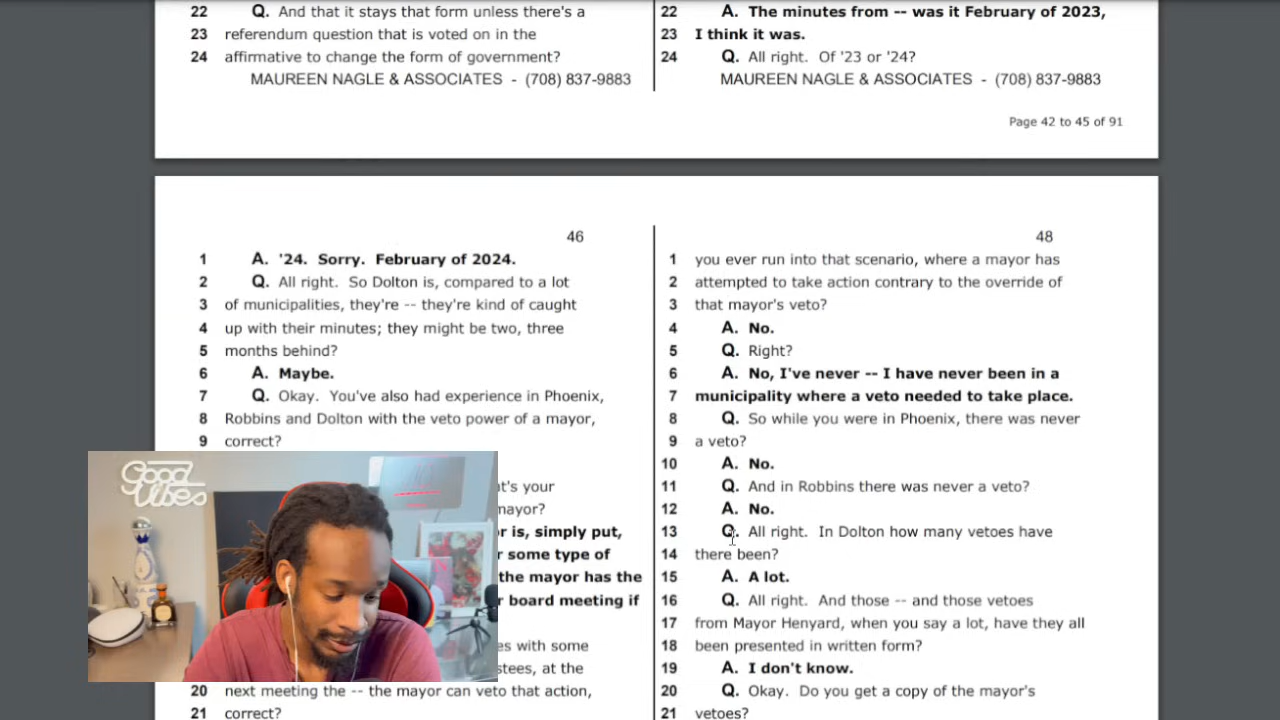 22 Q. And that it stays that form unless there's a
23 referendum question that is voted on in the
24 affirmative to change the form of government?
MAUREEN NAGLE & ASSOCIATES - (708) 837-9883
22 A. The minutes from -- was it February of 2023,
23 I think it was.
24 Q. All right. Of '23 or '24?
MAUREEN NAGLE & ASSOCIATES - (708) 837-9883
Page 42 to 45 of 91
46
1 A. '24. Sorry. February of 2024.
2 Q. All right. So Dolton is, compared to a lot
3 of municipalities, they're -- they're kind of caught
4 up with their minutes; they might be two, three
5 months behind?
6 A. Maybe.
7 Q. Okay. You've also had experience in Phoenix,
8 Robbins and Dolton with the veto power of a mayor,
9 correct?
t's your
mayor?
r is, simply put,
r some type of
the mayor has the
r board meeting if
es with some
stees, at the
20 next meeting the -- the mayor can veto that action,
21 correct?
48
1 you ever run into that scenario, where a mayor has
2 attempted to take action contrary to the override of
3 that mayor's veto?
4 A. No.
5 Q. Right?
6 A. No, I've never -- I have never been in a
7 municipality where a veto needed to take place.
8 Q. So while you were in Phoenix, there was never
9 a veto?
10 A. No.
11 Q. And in Robbins there was never a veto?
12 A. No.
13 Q. All right. In Dolton how many vetoes have
14 there been?
15 A. A lot.
16 Q. All right. And those -- and those vetoes
17 from Mayor Henyard, when you say a lot, have they all
18 been presented in written form?
19 A. I don't know.
20 Q. Okay. Do you get a copy of the mayor's
21 vetoes?
Good
Vibes